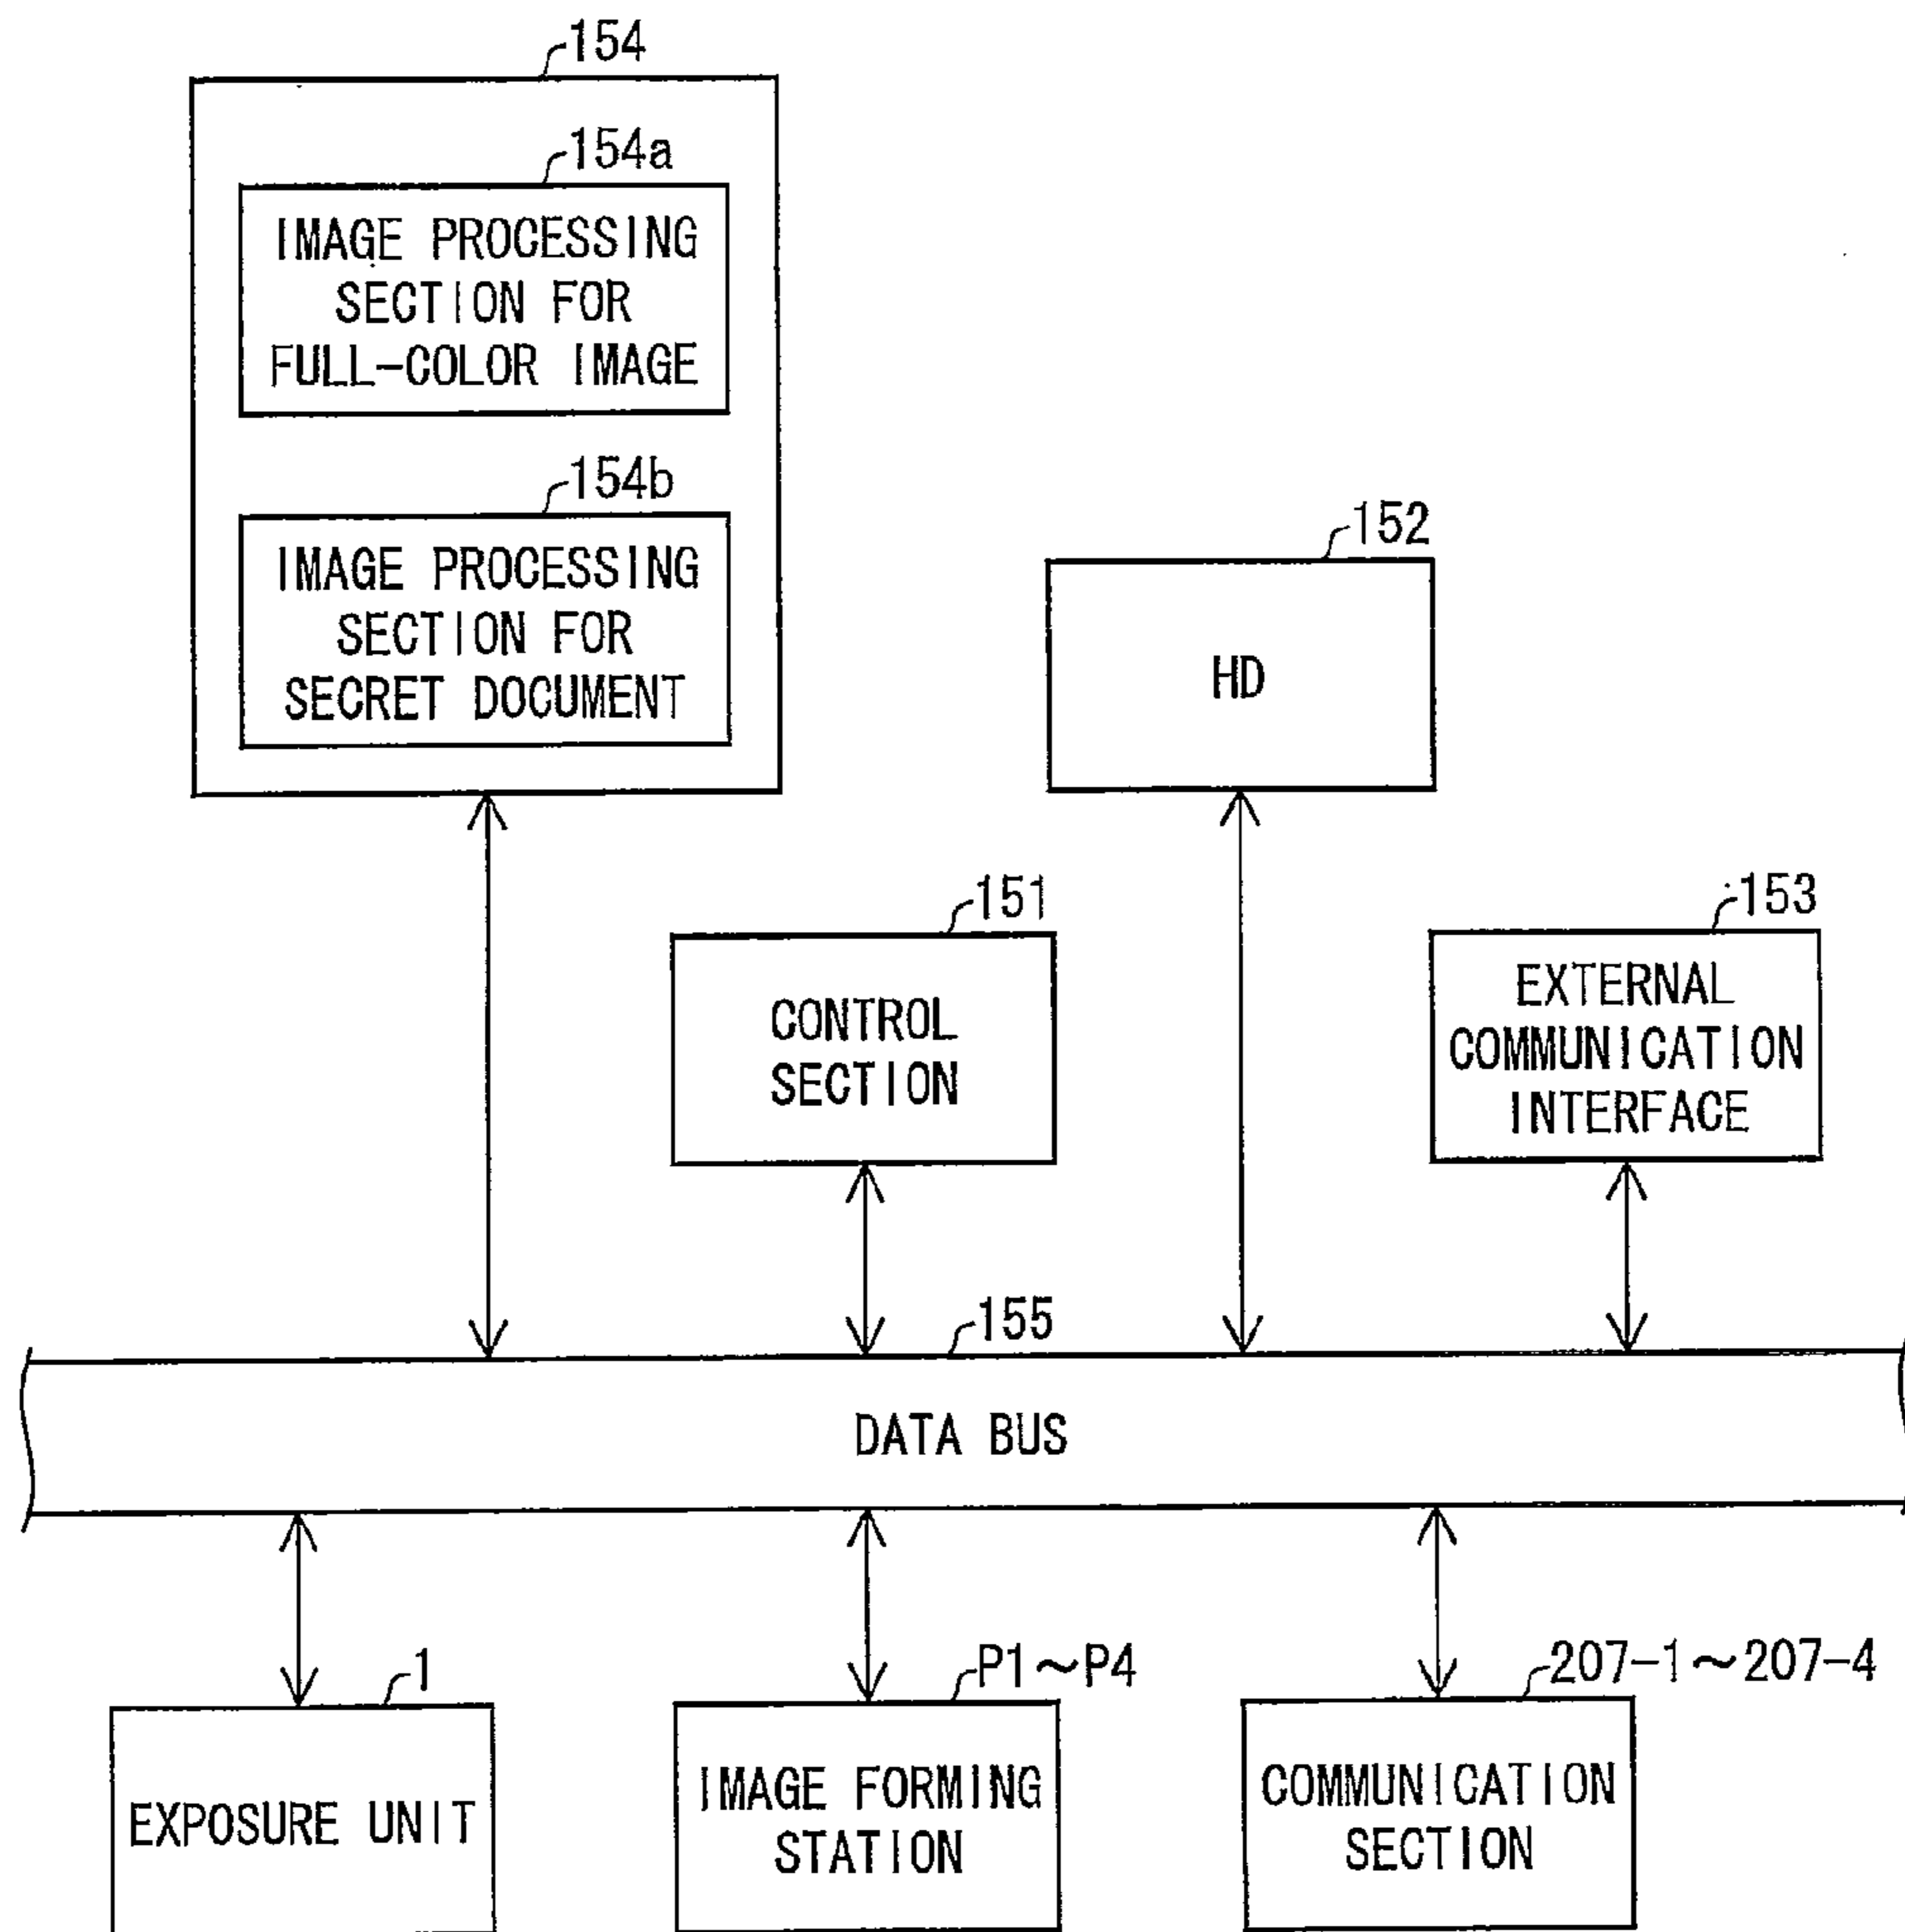 154
154a
IMAGE PROCESSING
SECTION FOR
FULL-COLOR IMAGE
154b
IMAGE PROCESSING
SECTION FOR
SECRET DOCUMENT
152
HD
151
CONTROL
SECTION
153
EXTERNAL
COMMUNICATION
INTERFACE
155
DATA BUS
1
EXPOSURE UNIT
P1~P4
IMAGE FORMING
STATION
207-1~207-4
COMMUNICATION
SECTION